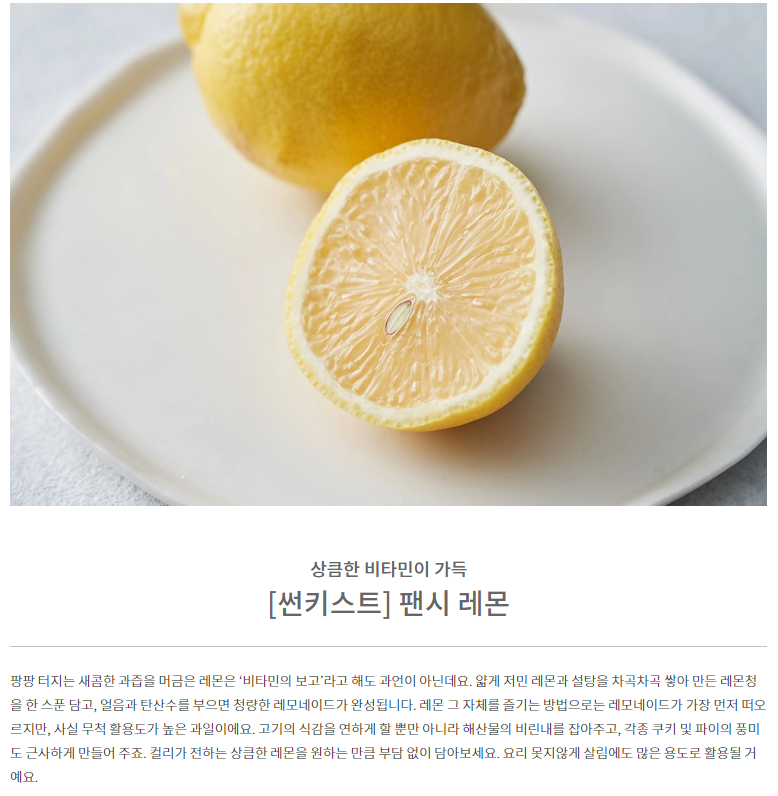 상큼한 비타민이 가득
[썬키스트] 팬시 레몬
팡팡 터지는 새콤한 과즙을 머금은 레몬은 ‘비타민의 보고’라고 해도 과언이 아닌데요. 얇게 저민 레몬과 설탕을 차곡차곡 쌓아 만든 레몬청
을 한 스푼 담고, 얼음과 탄산수를 부으면 청량한 레모네이드가 완성됩니다. 레몬 그 자체를 즐기는 방법으로는 레모네이드가 가장 먼저 떠오
르지만, 사실 무척 활용도가 높은 과일이에요. 고기의 식감을 연하게 할 뿐만 아니라 해산물의 비린내를 잡아주고, 각종 쿠키 및 파이의 풍미
도 근사하게 만들어 주죠. 컬리가 전하는 상큼한 레몬을 원하는 만큼 부담 없이 담아보세요. 요리 못지않게 살림에도 많은 용도로 활용될 거
예요.